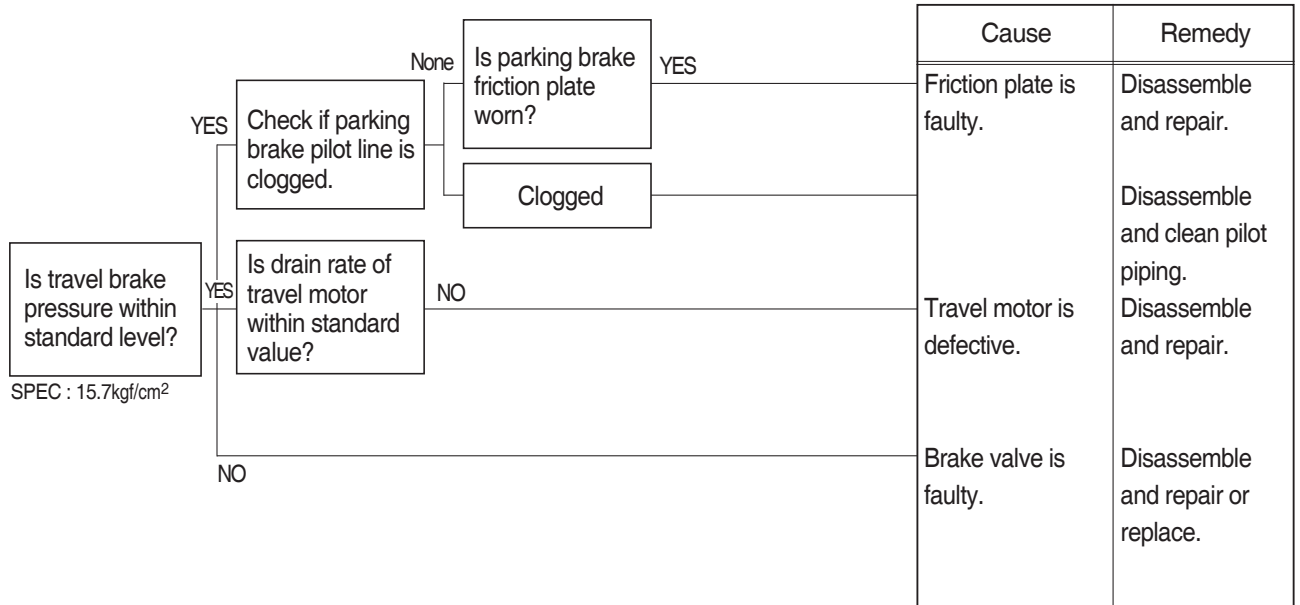 Cause
Remedy
None
Is parking brake
friction plate
worn?
YES
Friction plate is
faulty.
Disassemble
and repair.
YES
Check if parking
brake pilot line is
clogged.
Clogged
Disassemble
and clean pilot
piping.
Is travel brake
pressure within
standard level?
SPEC : 15.7kgf/cm²
YES
Is drain rate of
travel motor
within standard
value?
NO
Travel motor is
defective.
Disassemble
and repair.
NO
Brake valve is
faulty.
Disassemble
and repair or
replace.